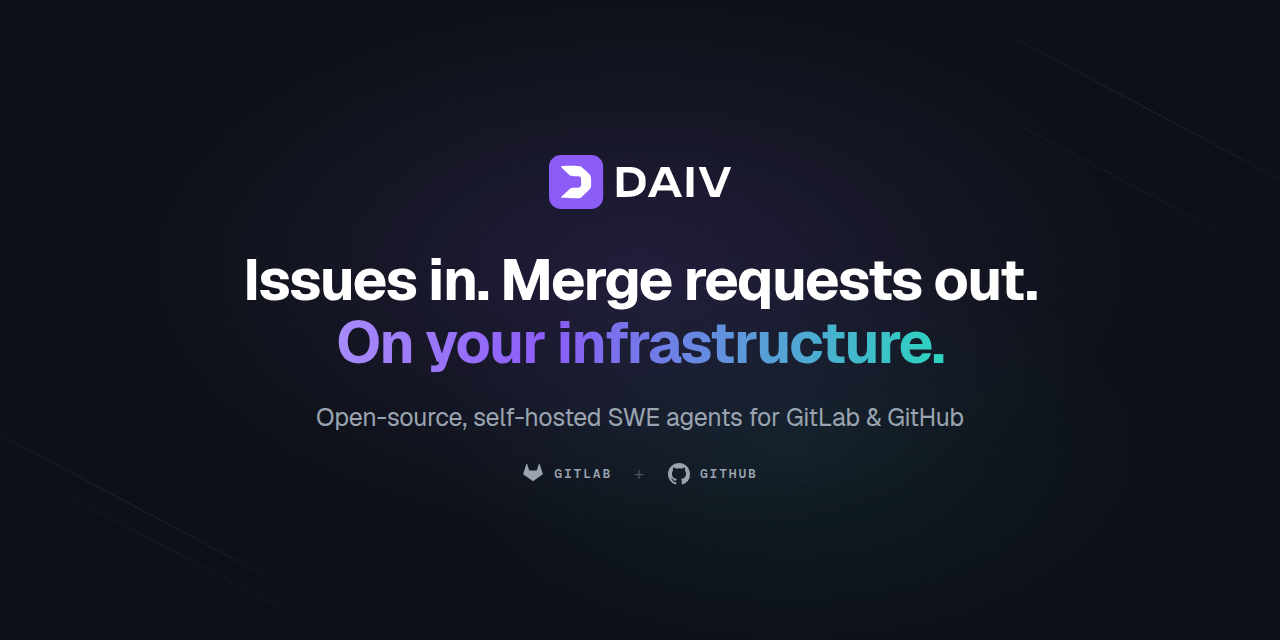 DAIV
Issues in. Merge requests out.
On your infrastructure.
Open-source, self-hosted SWE agents for GitLab & GitHub
GITLAB + GITHUB